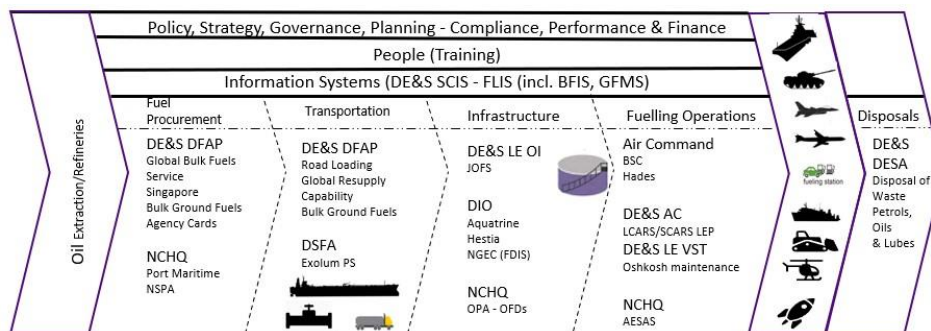 Policy, Strategy, Governance, Planning - Compliance, Performance & Finance
People (Training)
Information Systems (DE&S SCIS - FLIS (incl. BFIS, GFMS)
Oil Extraction/Refineries
Fuel
Procurement
DE&S DFAP
Global Bulk Fuels
Service
Singapore
Bulk Ground Fuels
Agency Cards
NCHQ
Port Maritime
NSPA
Transportation
DE&S DFAP
Road Loading
Global Resupply
Capability
Bulk Ground Fuels
DSFA
Exolum PS
Infrastructure
DE&S LE OI
JOFS
DIO
Aquatrine
Hestia
NGEC (FDIS)
NCHQ
OPA - OFDs
Fuelling Operations
Air Command
BSC
Hades
DE&S AC
LCARS/SCARS LEP
DE&S LE VST
Oshkosh maintenance
NCHQ
AESAS
fueling station
Disposals
DE&S
DESA
Disposal of
Waste
Petrols,
Oils
& Lubes